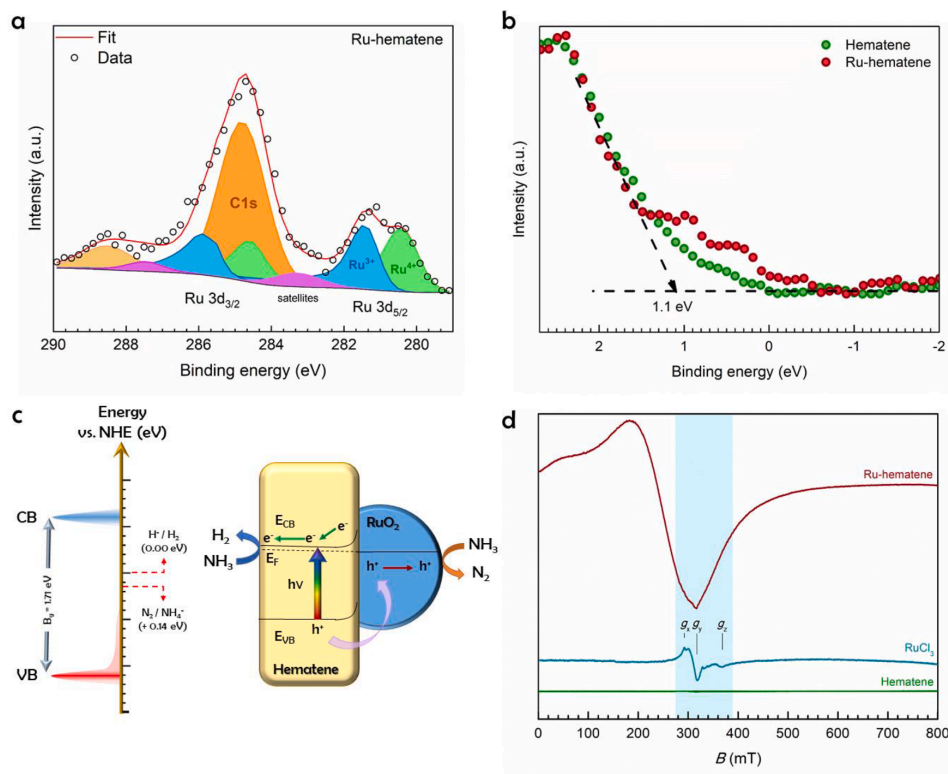 a
Fit
Data
Ru-hematene
Intensity (a.u.)
C1s
Ru3+
Ru4+
Ru 3d3/2
satellites
Ru 3d5/2
290 288 286 284 282 280
Binding energy (eV)
b
Hematene
Ru-hematene
Intensity (a.u.)
1.1 eV
2 1 0 -1 -2
Binding energy (eV)
c
Energy
vs. NHE (eV)
CB
Bg = 1.71 eV
H+/ H2
(0.00 eV)
N2 / NH4-
(+ 0.14 eV)
VB
H2
NH3
ECB
e- e- e-
EF
hν
EVB
h+
Hematene
RuO2
h+ h+
NH3
N2
d
Ru-hematene
gx gy gz
RuCl3
Hematene
0 100 200 300 400 500 600 700 800
B (mT)